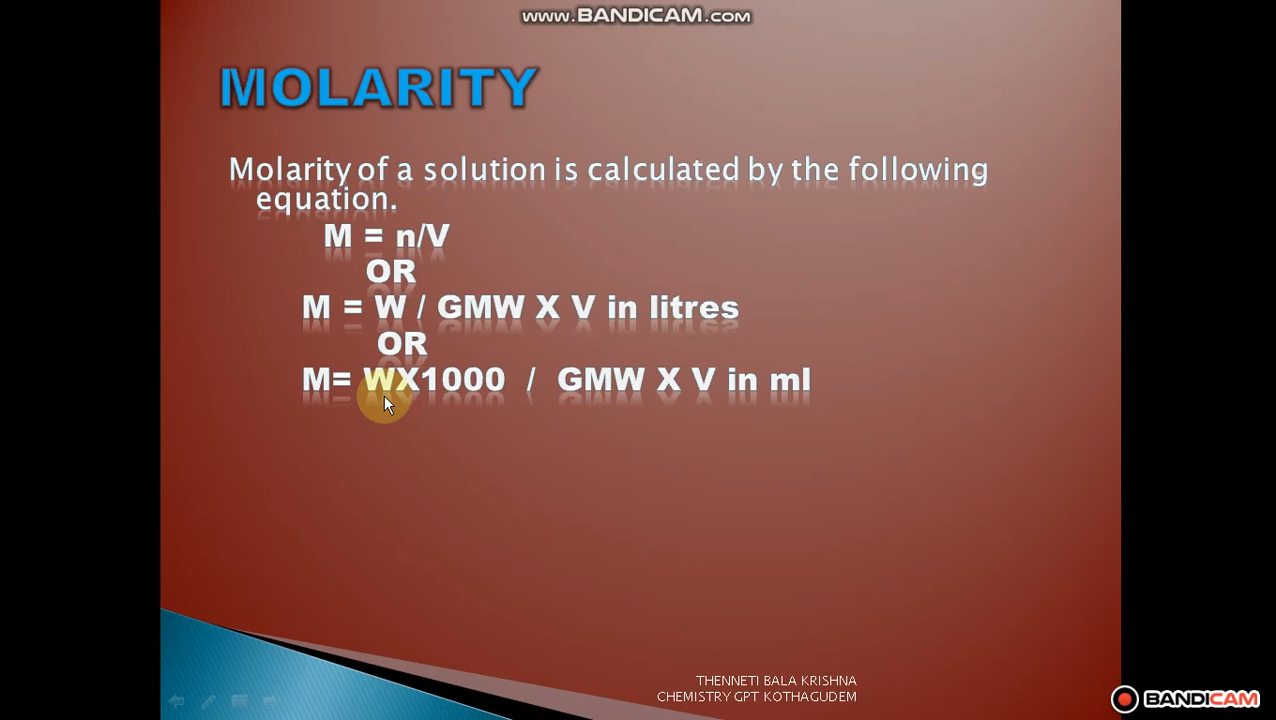 www.BANDICAM.com
MOLARITY
Molarity of a solution is calculated by the following
equation.
M = n/V
OR
M = W / GMW X V in litres
OR
M= WX1000 / GMW X V in ml
THENNETI BALA KRISHNA
CHEMISTRY GPT KOTHAGUDEM
BANDICAM